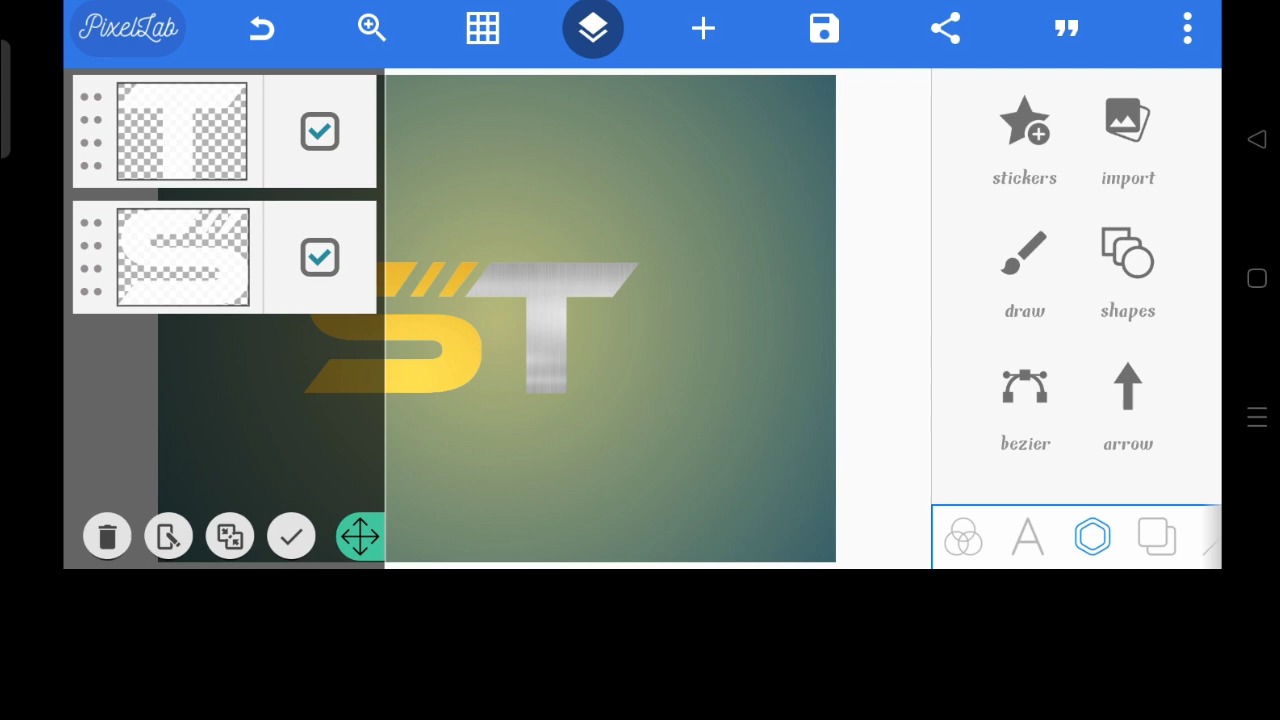 PixelLab
T
S
ST
stickers
import
draw
shapes
bezier
arrow
A